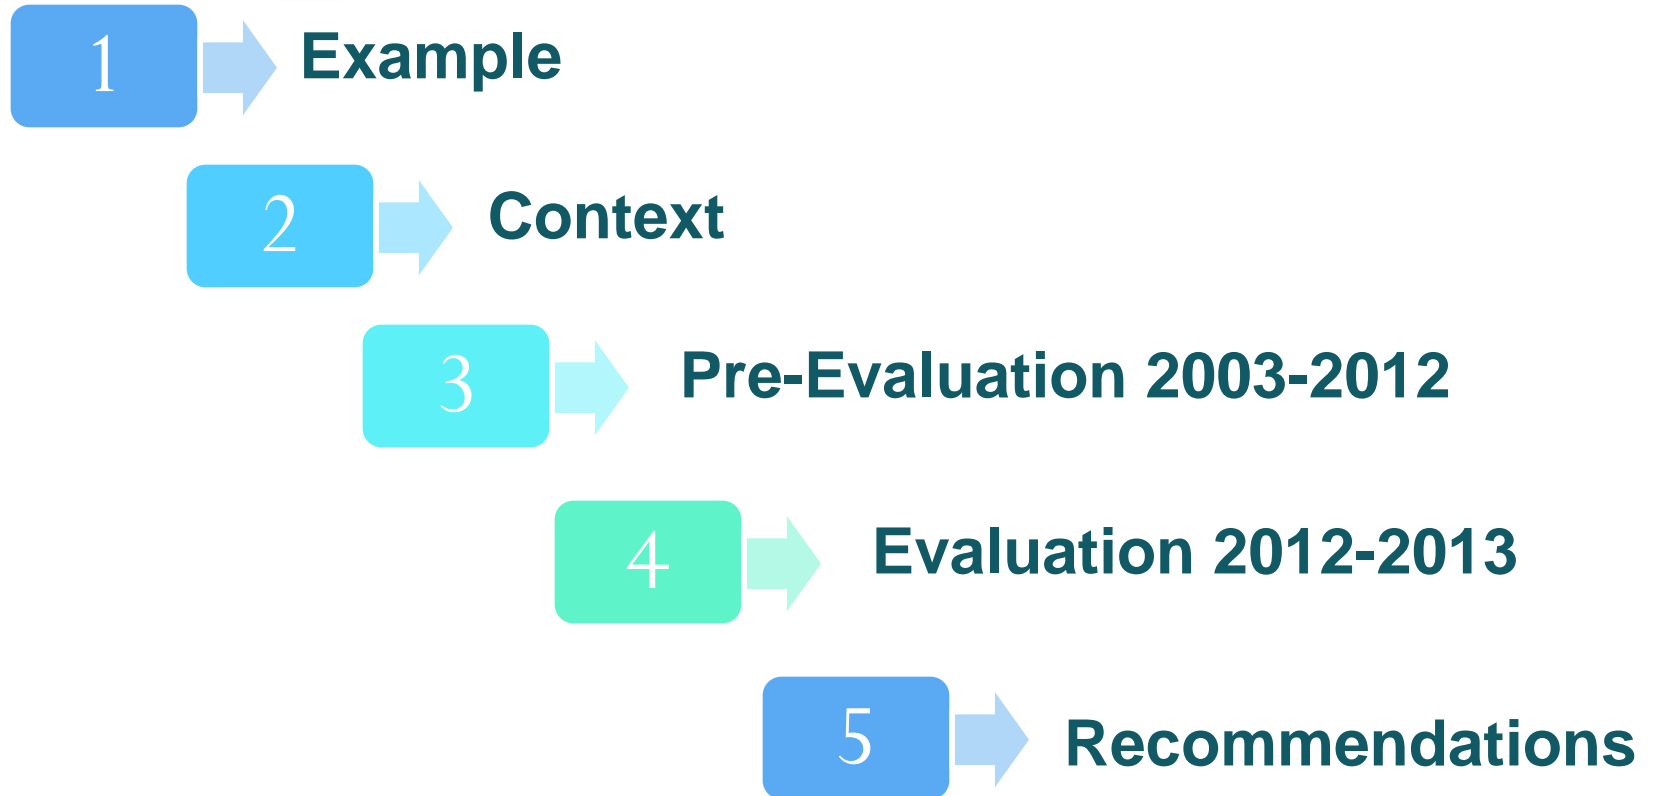 1 Example
2 Context
3 Pre-Evaluation 2003-2012
4 Evaluation 2012-2013
5 Recommendations